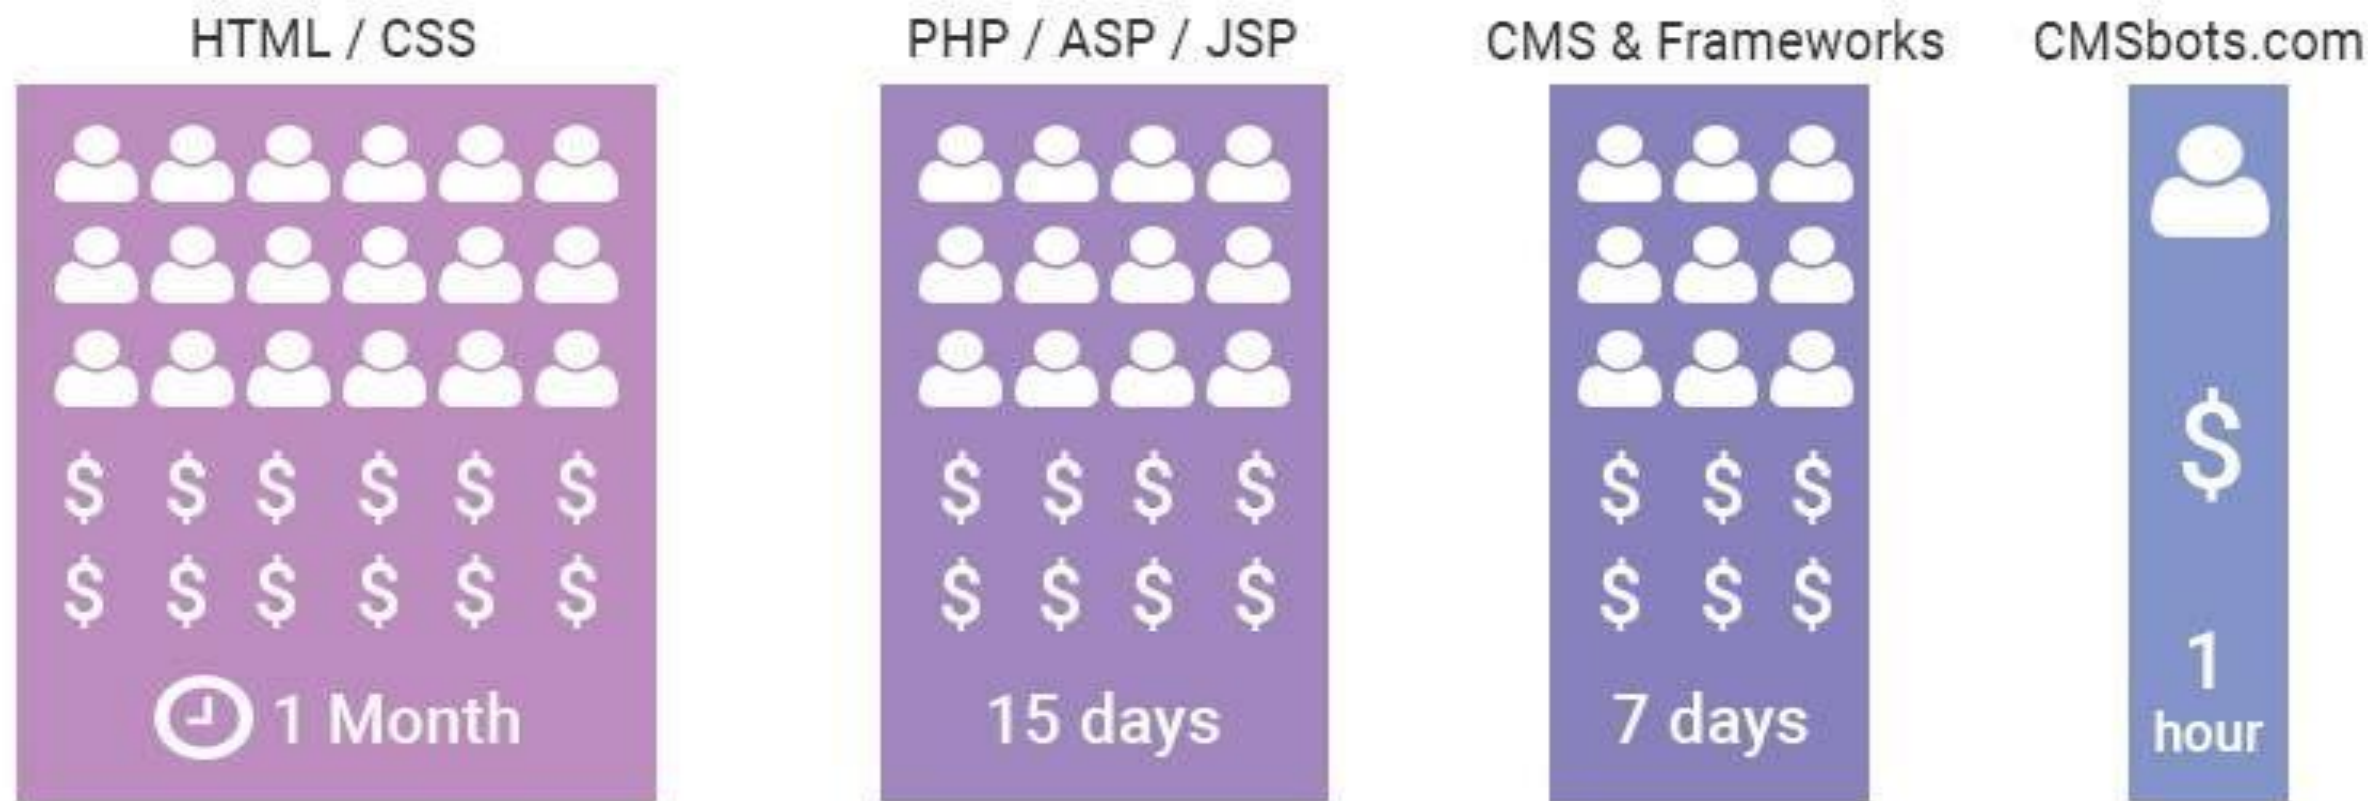 HTML / CSS
PHP / ASP / JSP
CMS & Frameworks
CMSbots.com
$ $ $ $ $ $
$ $ $ $ $ $
1 Month
$ $ $ $
$ $ $ $
15 days
$ $ $
$ $ $
7 days
$
1
hour